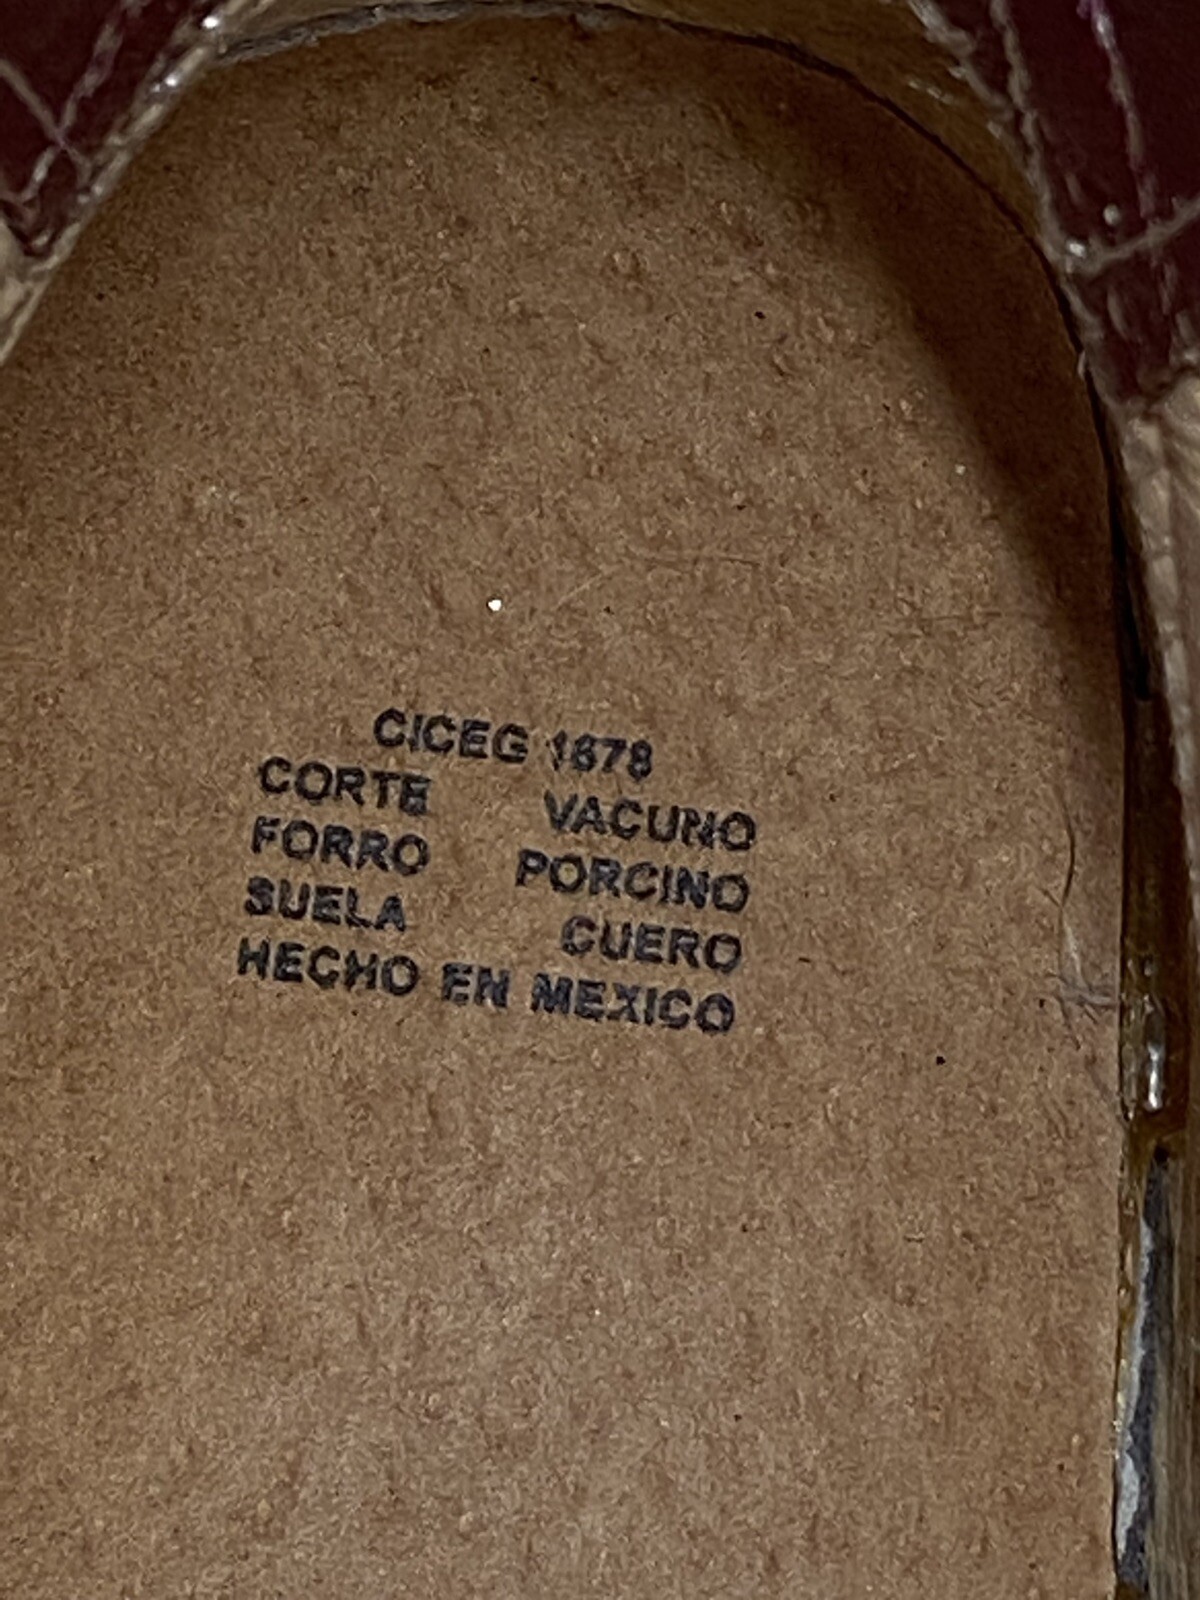 CICEG 1678
CORTE VACUNO
FORRO PORCINO
SUELA CUERO
HECHO EN MEXICO